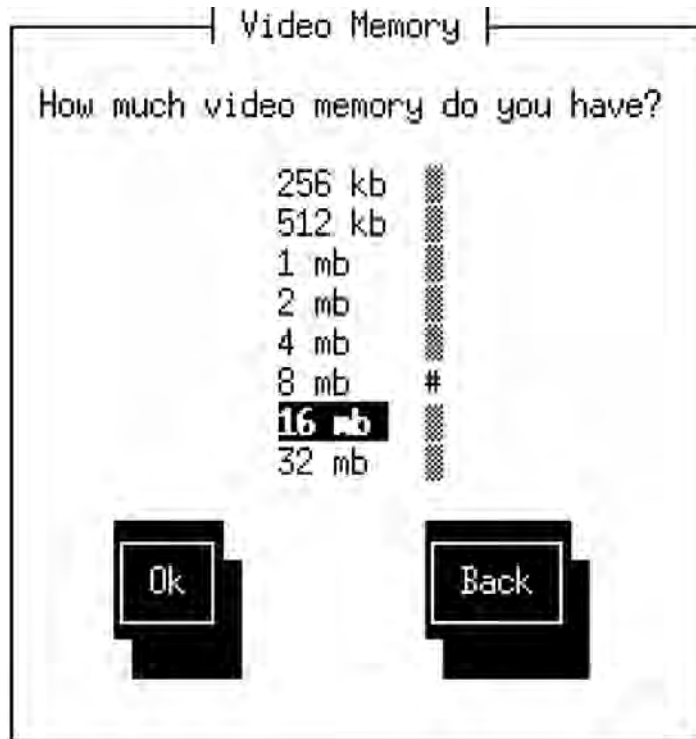 Video Memory
How much video memory do you have?
256 kb
512 kb
1 mb
2 mb
4 mb
8 mb #
16 mb
32 mb
Ok Back